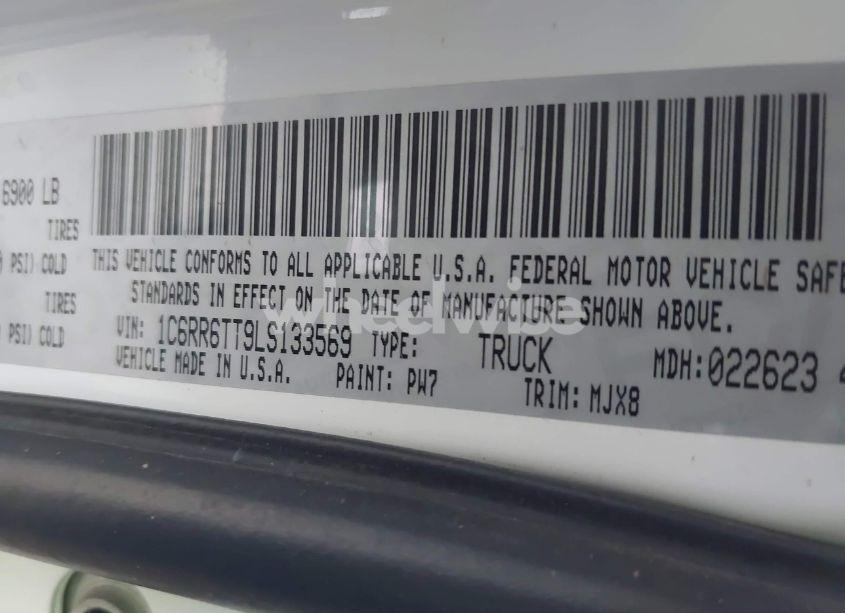 6900 LB
TIRES
PSI) COLD
TIRES
PSI) COLD
THIS VEHICLE CONFORMS TO ALL APPLICABLE U.S.A. FEDERAL MOTOR VEHICLE SAFE
STANDARDS IN EFFECT ON THE DATE OF MANUFACTURE SHOWN ABOVE.
VIN: 1C6RR6TT9LS133569 TYPE: TRUCK MDH: 022623 4
VEHICLE MADE IN U.S.A. PAINT: PW7 TRIM: MJX8
wheelwise